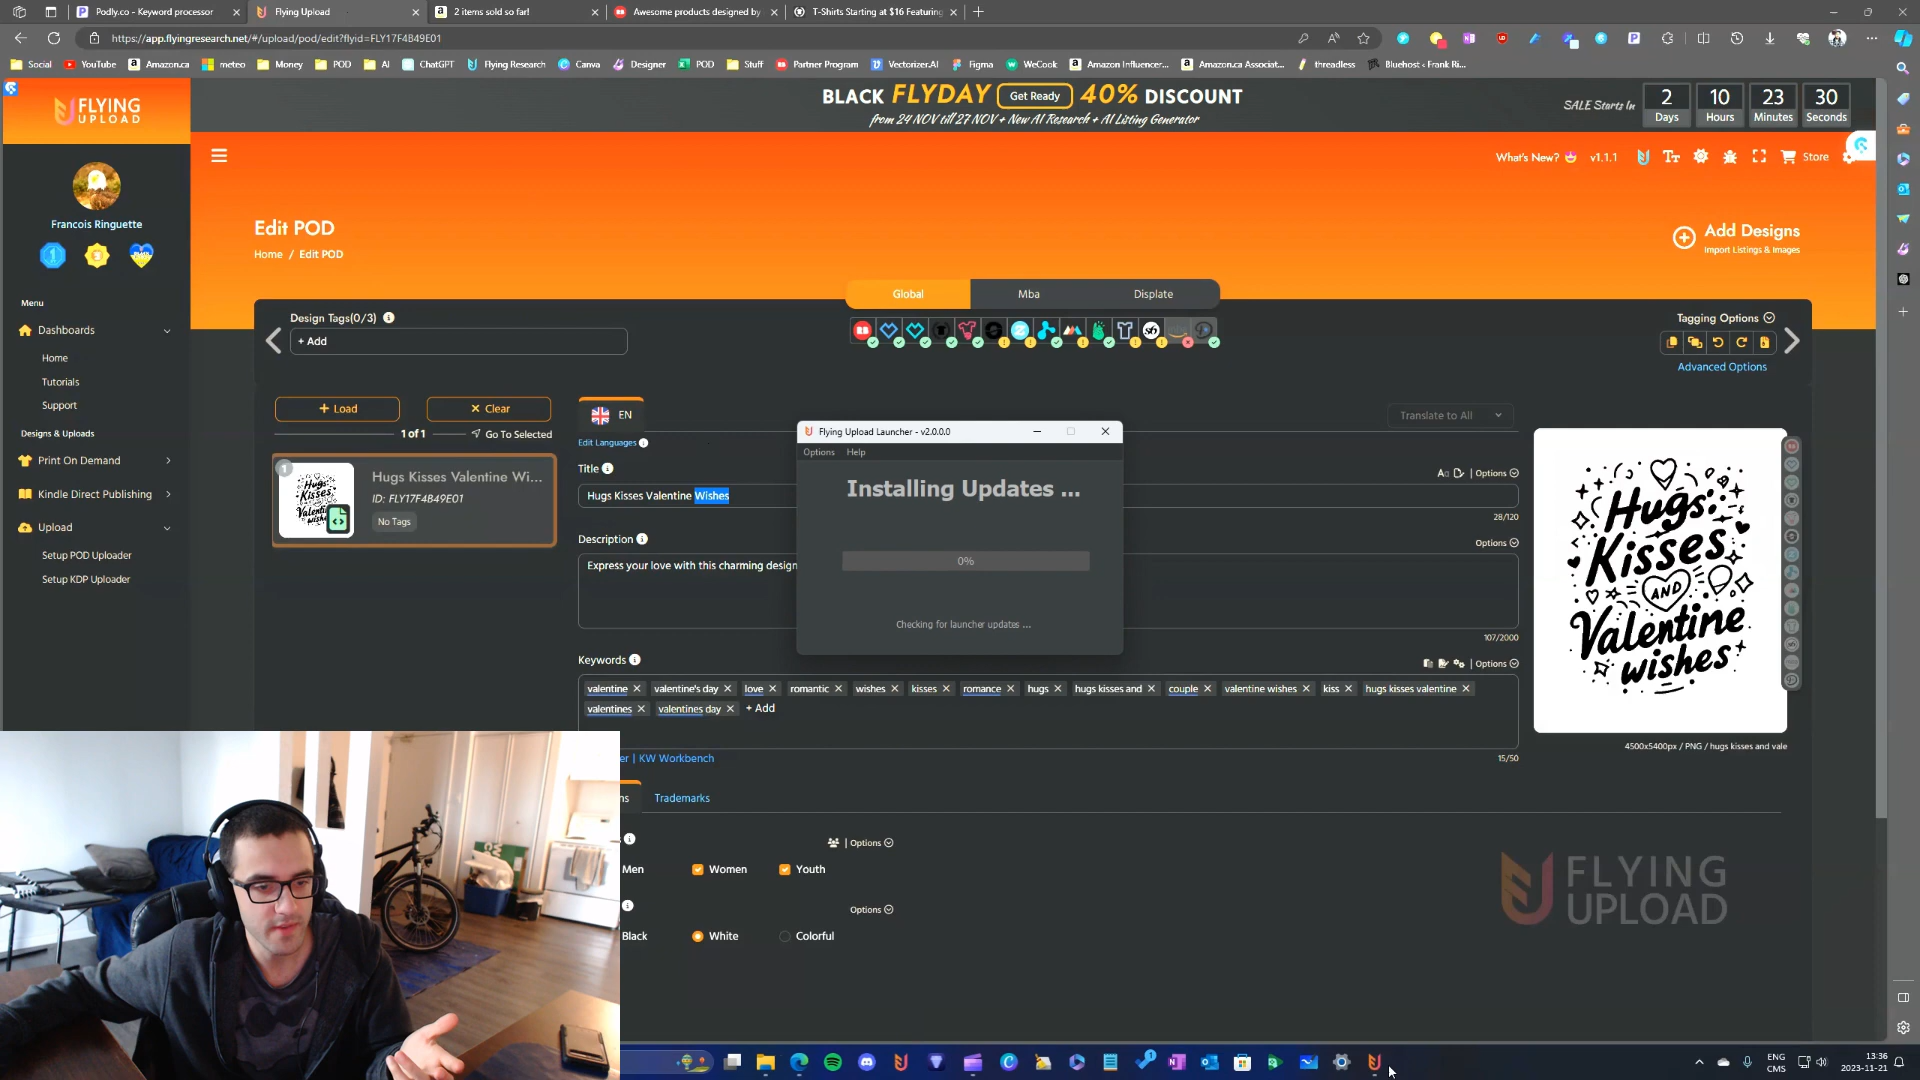 Podly.co - Keyword processor
Flying Upload
2 items sold so far!
Awesome products designed by
T-Shirts Starting at $16 Featuring
https://app.flyingresearch.net/#/upload/pod/edit?flyid=FLY17F4B49E01
Social YouTube Amazon.ca meteo Money POD AI ChatGPT Flying Research Canva Designer POD Stuff Partner Program Vectorizer.AI Figma WeCook Amazon Influencer... Amazon.ca Associat... threadless Bluehost ‹ Frank Ri...
FLYING
UPLOAD
BLACK FLYDAY Get Ready 40% DISCOUNT
from 24 NOV till 27 NOV + New AI Research + AI Listing Generator
SALE Starts In
2 10 23 30
Days Hours Minutes Seconds
What's New? v1.1.1 Store
Francois Ringuette
Edit POD
Home / Edit POD
Add Designs
Import Listings & Images
Menu
Dashboards
Home
Tutorials
Support
Designs & Uploads
Print On Demand
Kindle Direct Publishing
Upload
Setup POD Uploader
Setup KDP Uploader
Global Mba Displate
Design Tags(0/3)
+ Add
Tagging Options
Advanced Options
+ Load
Clear
1 of 1
Go To Selected
1
Hugs Kisses Valentine Wi...
ID: FLY17F4B49E01
No Tags
EN
Translate to All
Edit Languages
Title
Options
Hugs Kisses Valentine Wishes
28/120
Description
Options
Express your love with this charming design
107/2000
Keywords
Options
valentine valentine's day love romantic wishes kisses romance hugs hugs kisses and couple valentine wishes kiss hugs kisses valentine
valentines valentines day + Add
| KW Workbench
15/50
Trademarks
Options
Men Women Youth
Options
Black White Colorful
Flying Upload Launcher - v2.0.0.0
Options Help
Installing Updates ...
0%
Checking for launcher updates ...
Hugs
Kisses
AND
Valentine
wishes
4500x5400px / PNG / hugs kisses and vale
FLYING
UPLOAD
ENG
CMS
13:36
2023-11-21